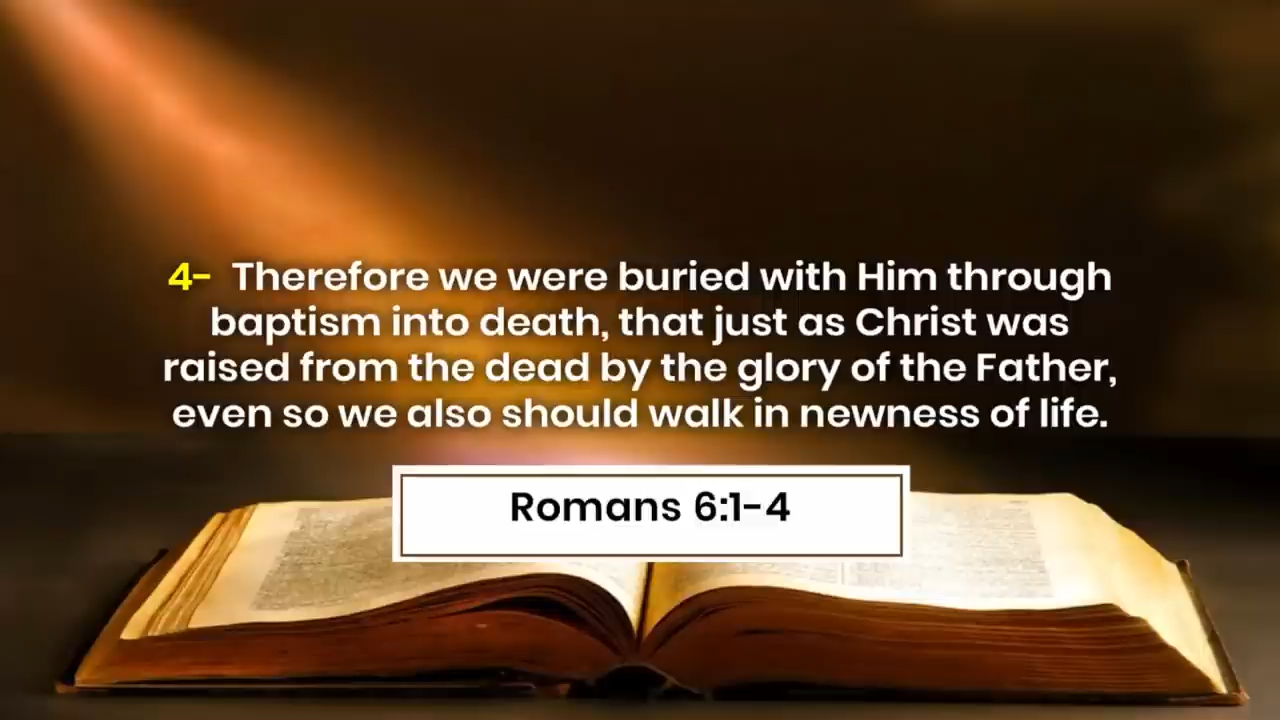 4- Therefore we were buried with Him through
baptism into death, that just as Christ was
raised from the dead by the glory of the Father,
even so we also should walk in newness of life.
Romans 6:1-4